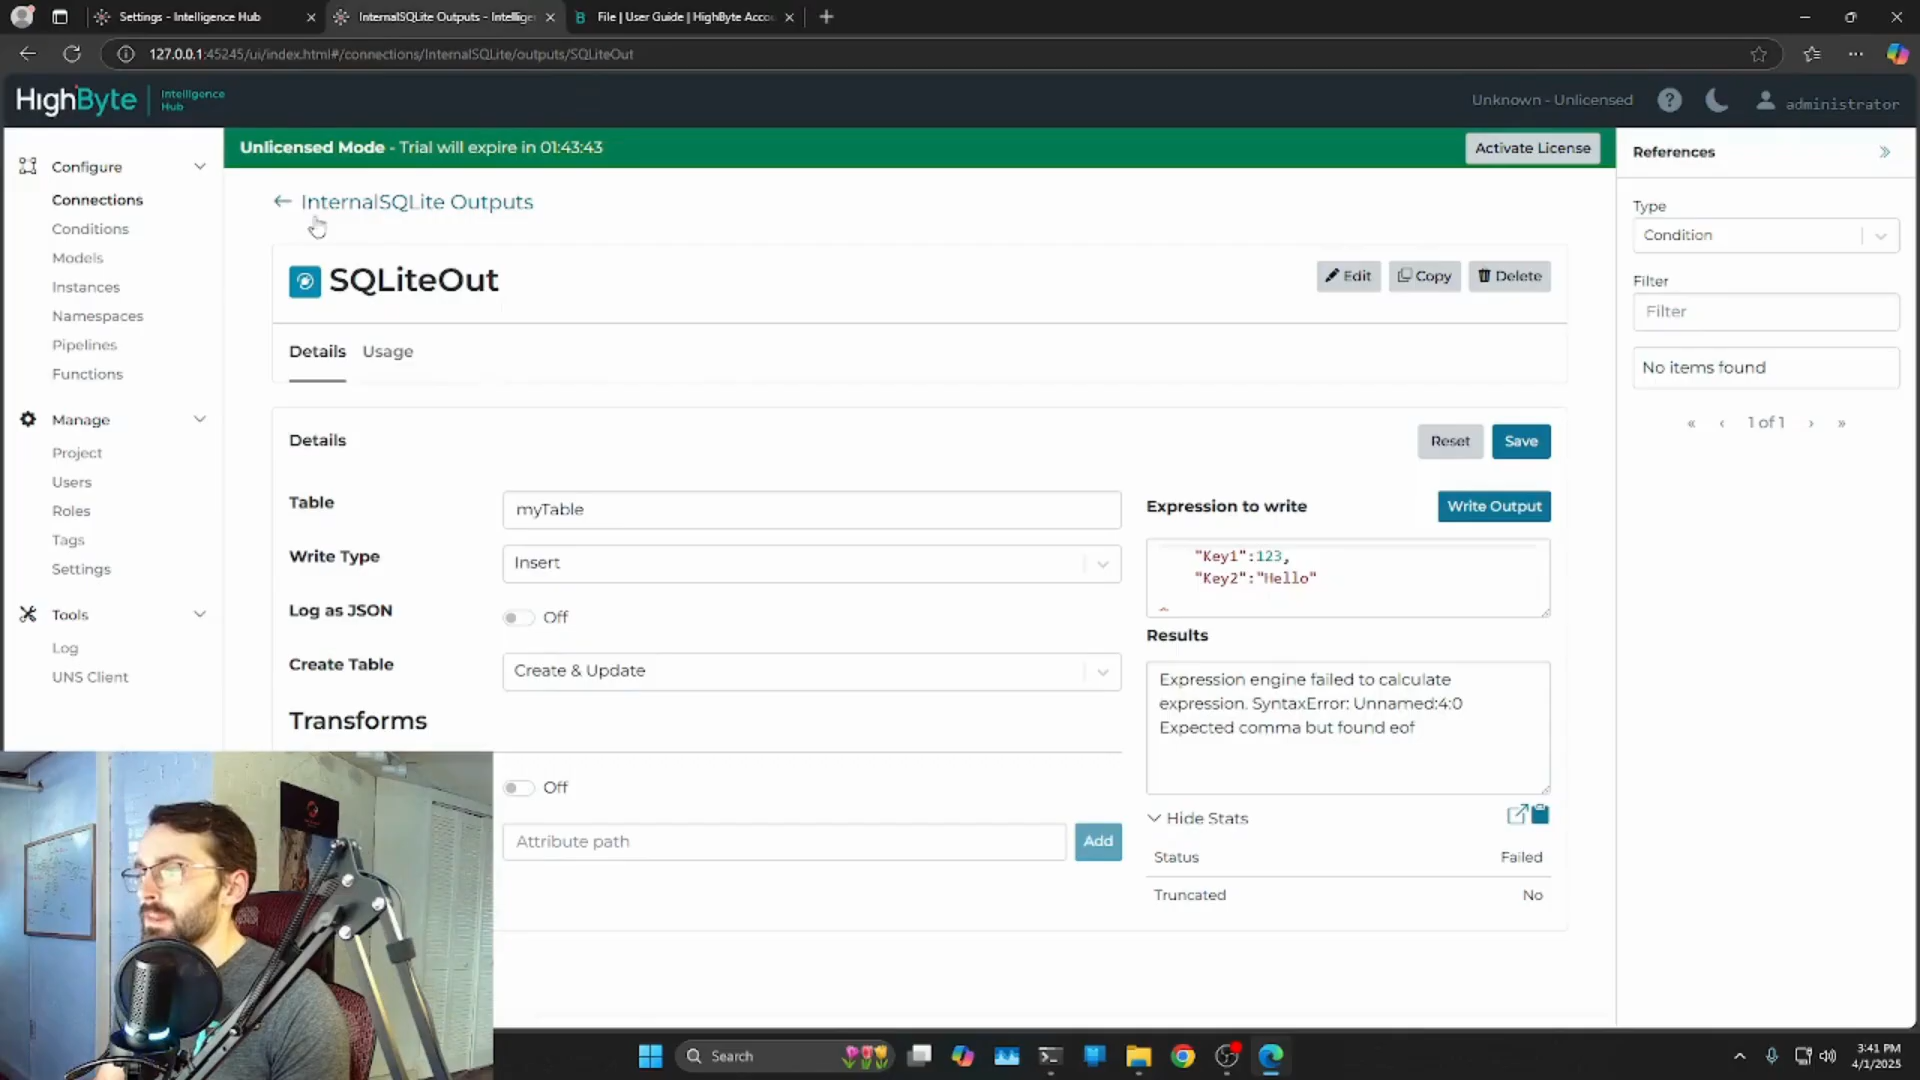 Settings - Intelligence Hub
InternalSQLite Outputs - Intellige
File | User Guide | HighByte Acco
127.0.0.1:45245/ui/index.html#/connections/InternalSQLite/outputs/SQLiteOut
HighByte
Intelligence
Hub
Unknown - Unlicensed
administrator
Configure
Connections
Conditions
Models
Instances
Namespaces
Pipelines
Functions
Manage
Project
Users
Roles
Tags
Settings
Tools
Log
UNS Client
Unlicensed Mode - Trial will expire in 01:43:43
Activate License
← InternalSQLite Outputs
SQLiteOut
Edit
Copy
Delete
Details
Usage
Details
Reset
Save
Table
myTable
Write Type
Insert
Log as JSON
Off
Create Table
Create & Update
Transforms
Off
Attribute path
Add
Expression to write
Write Output
"Key1":123,
"Key2":"Hello"
Results
Expression engine failed to calculate
expression. SyntaxError: Unnamed:4:0
Expected comma but found eof
Hide Stats
Status
Failed
Truncated
No
References
Type
Condition
Filter
Filter
No items found
« ‹ 1 of 1 › »
Search
3:41 PM
4/1/2025